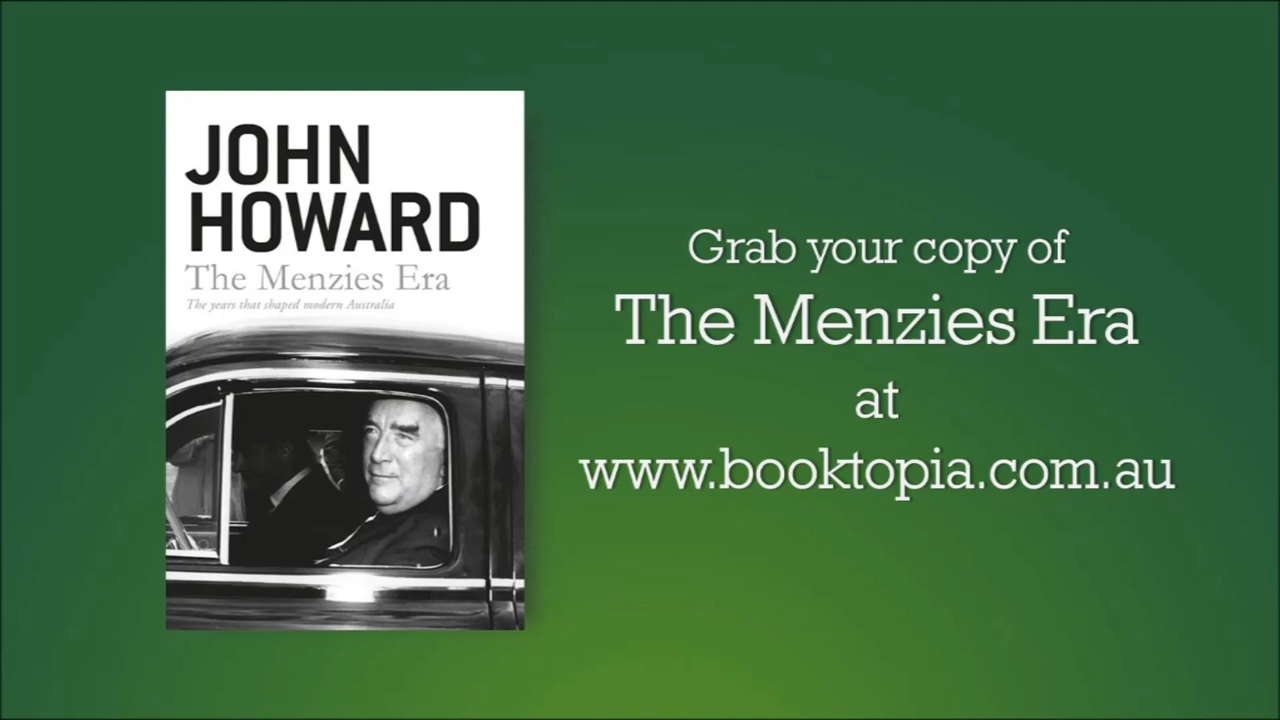 JOHN
HOWARD
The Menzies Era
The years that shaped modern Australia
Grab your copy of
The Menzies Era
at
www.booktopia.com.au